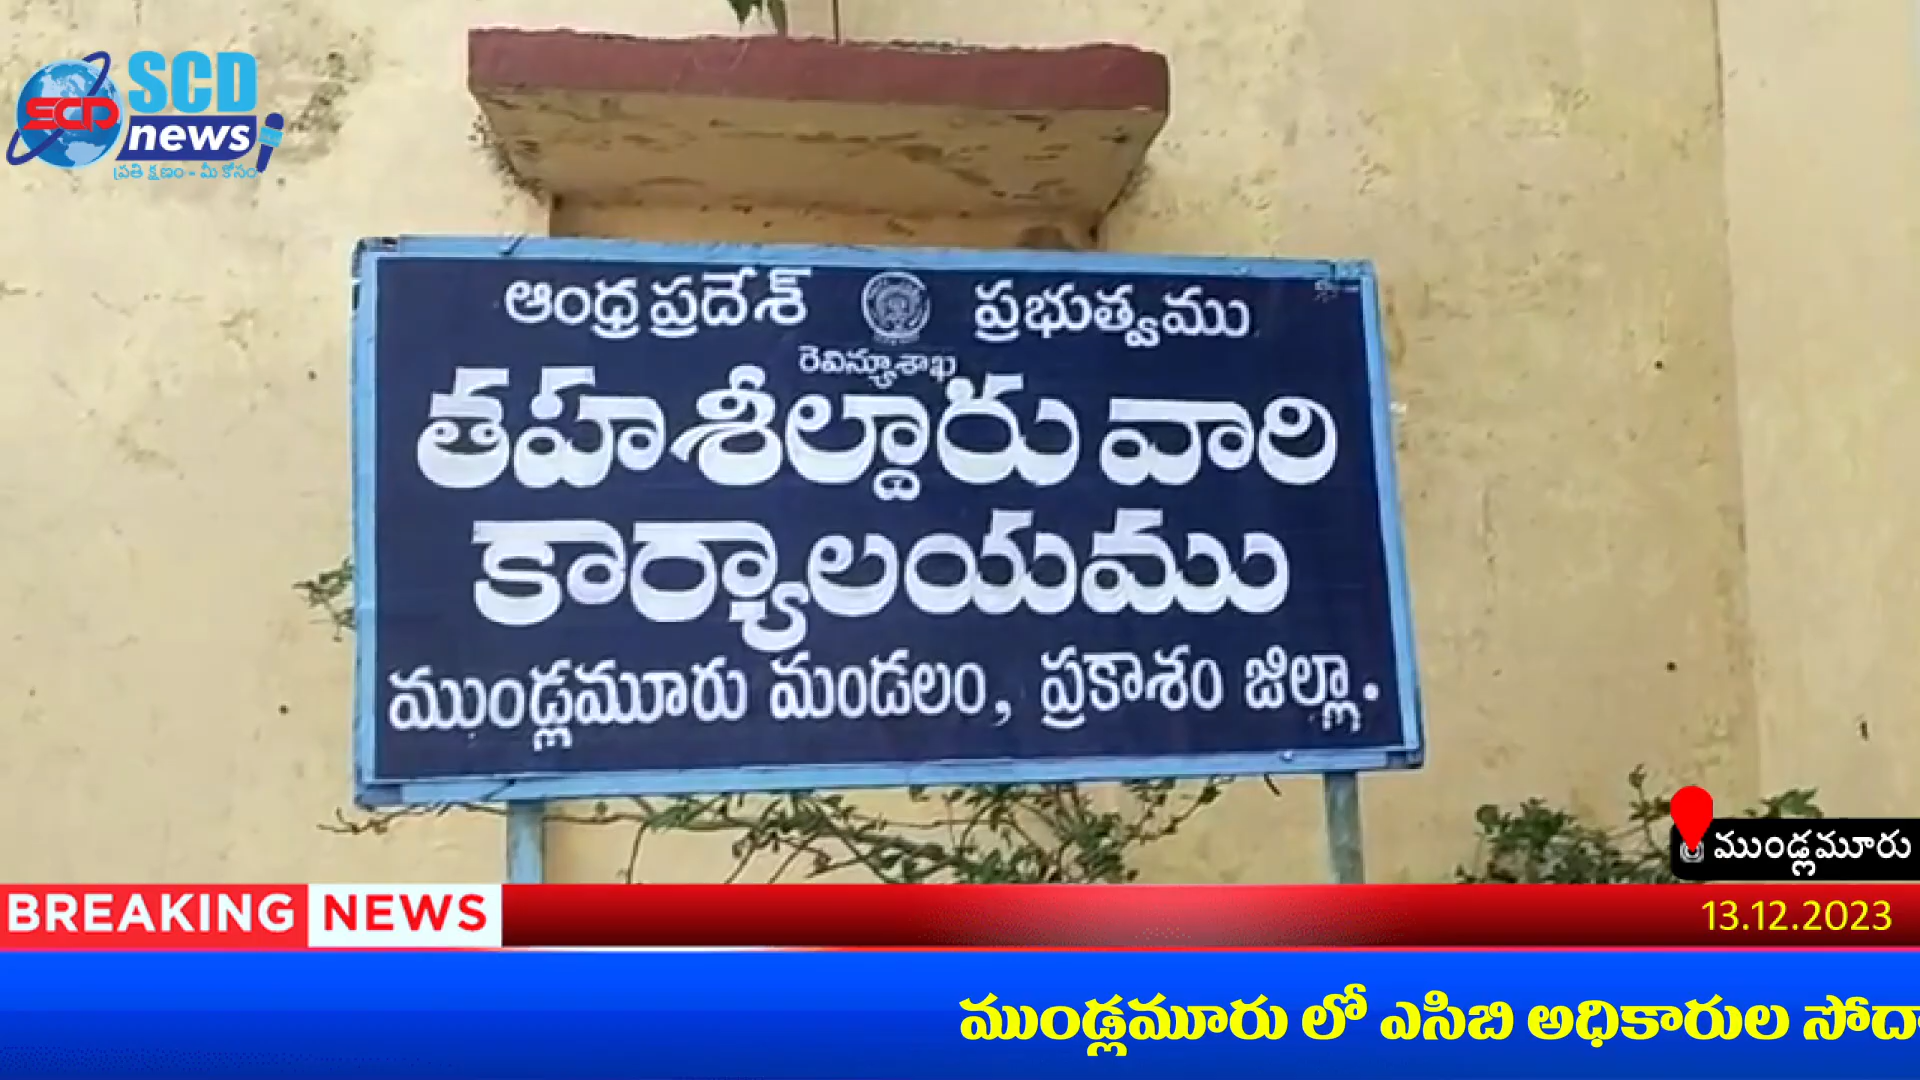 SCD
SCD
news
ప్రతి క్షణం - మీ కోసం
ఆంధ్ర ప్రదేశ్ ప్రభుత్వము
రెవిన్యూశాఖ
తహశీల్దారు వారి
కార్యాలయము
ముండ్లమూరు మండలం, ప్రకాశం జిల్లా.
ముండ్లమూరు
BREAKING NEWS
13.12.2023
ముండ్లమూరు లో ఎసిబి అధికారుల